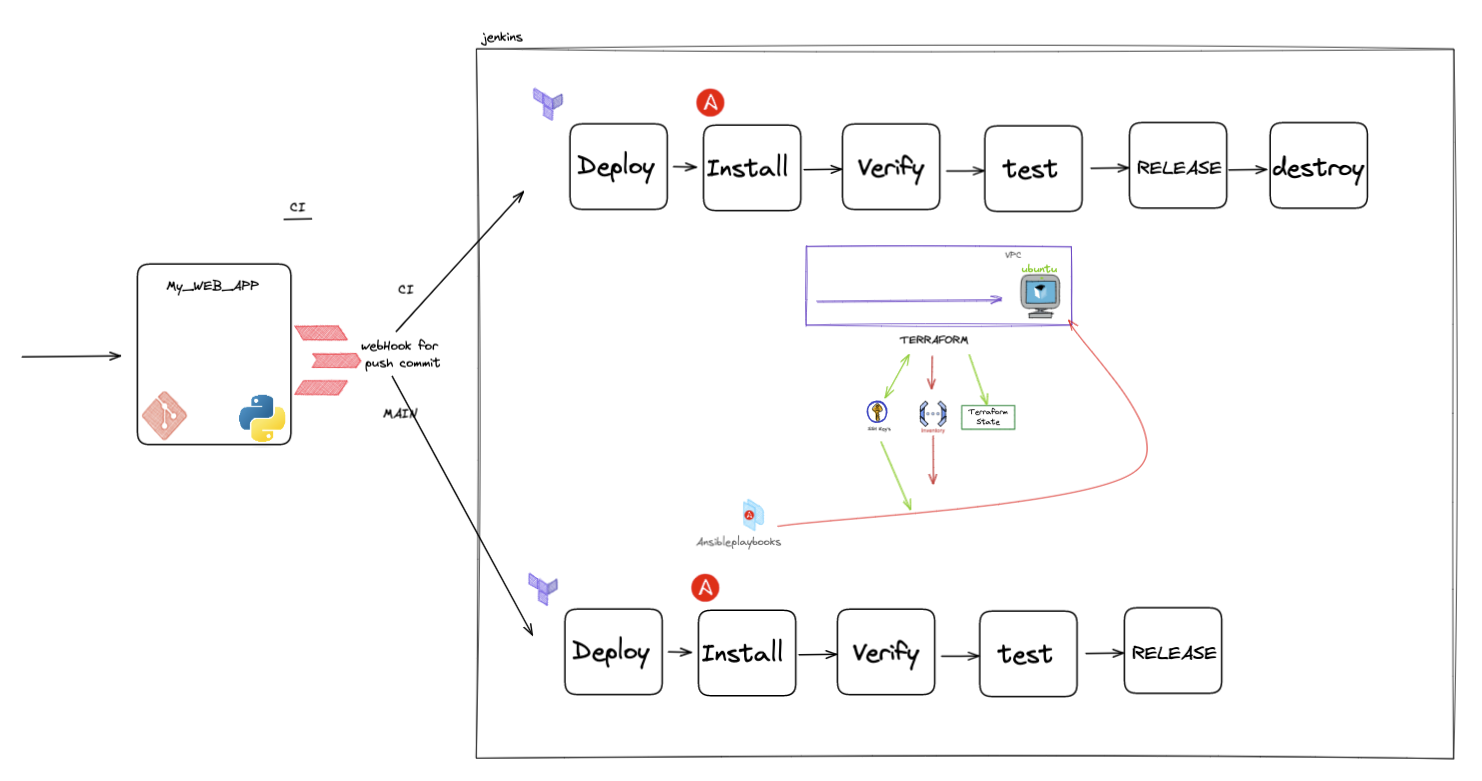 jenkins
Deploy
Install
Verify
test
RELEASE
destroy
CI
My_WEB_APP
CI
webHook for
push commit
MAIN
VPC
ubuntu
TERRAFORM
SSH Keys
Inventory
Terraform
State
Ansibleplaybooks
Deploy
Install
Verify
test
RELEASE